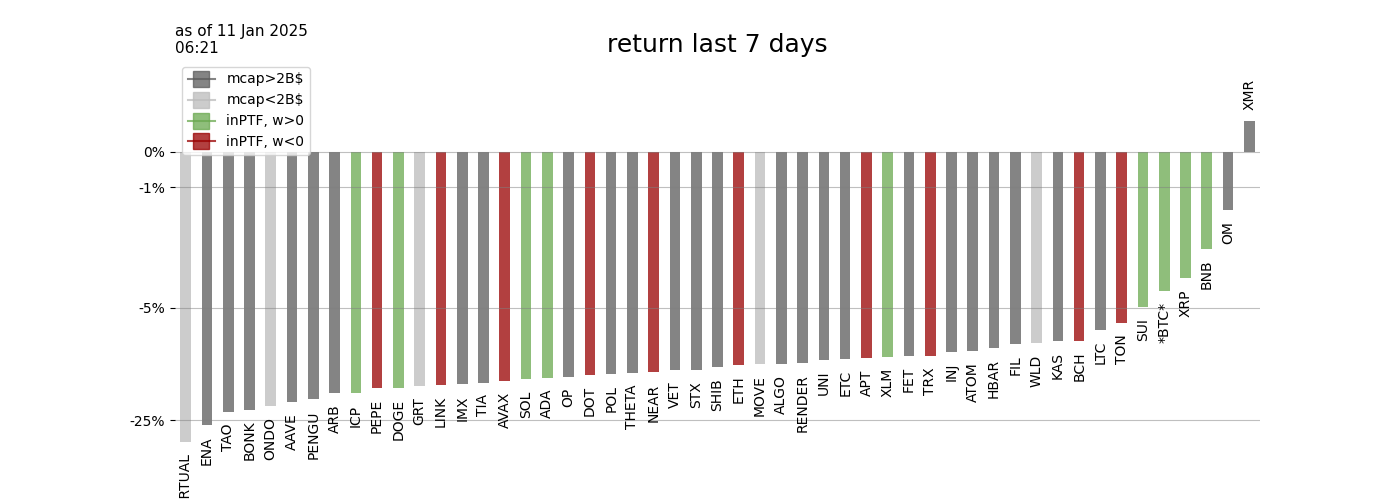 as of 11 Jan 2025
06:21
return last 7 days
mcap>2B$
mcap<2B$
inPTF, w>0
inPTF, w<0
0%
-1%
-5%
-25%
RTUAL
ENA
TAO
BONK
ONDO
AAVE
PENGU
ARB
ICP
PEPE
DOGE
GRT
LINK
IMX
TIA
AVAX
SOL
ADA
OP
DOT
POL
THETA
NEAR
VET
STX
SHIB
ETH
MOVE
ALGO
RENDER
UNI
ETC
APT
XLM
FET
TRX
INJ
ATOM
HBAR
FIL
WLD
KAS
BCH
LTC
TON
SUI
*BTC*
XRP
BNB
OM
XMR